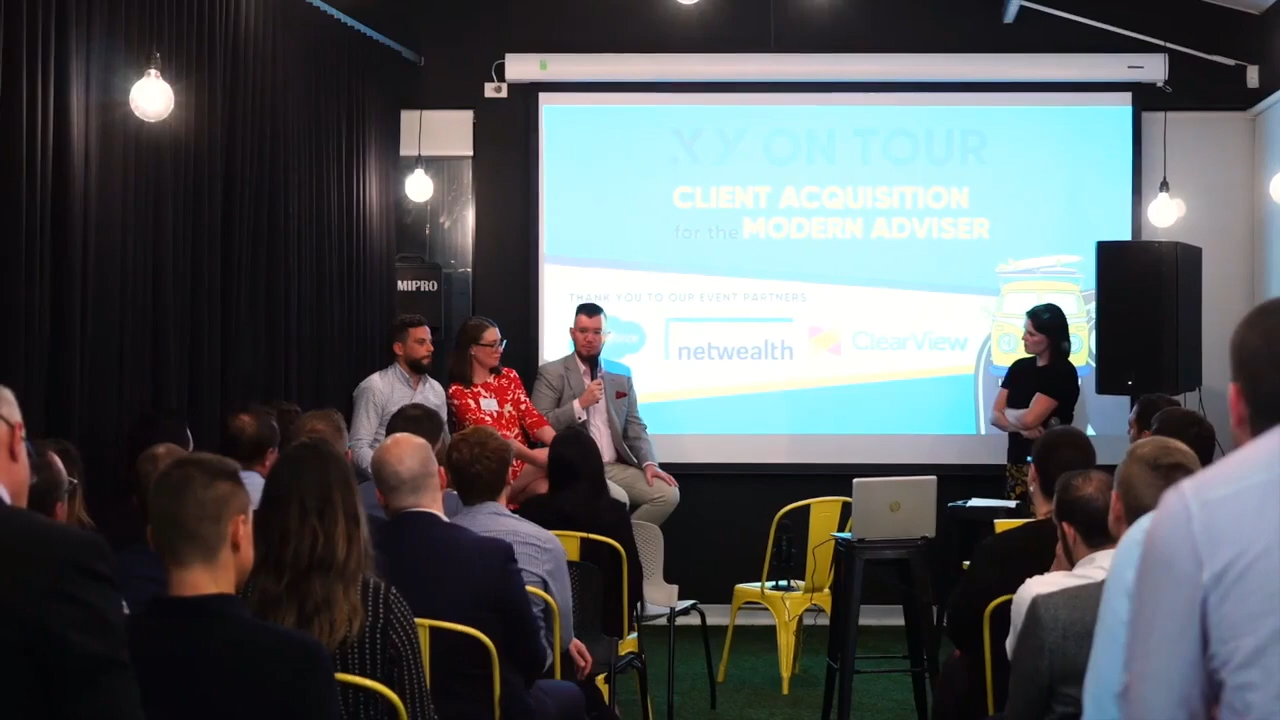 XY ON TOUR
CLIENT ACQUISITION
for the MODERN ADVISER
THANK YOU TO OUR EVENT PARTNERS
netwealth
ClearView
MIPRO